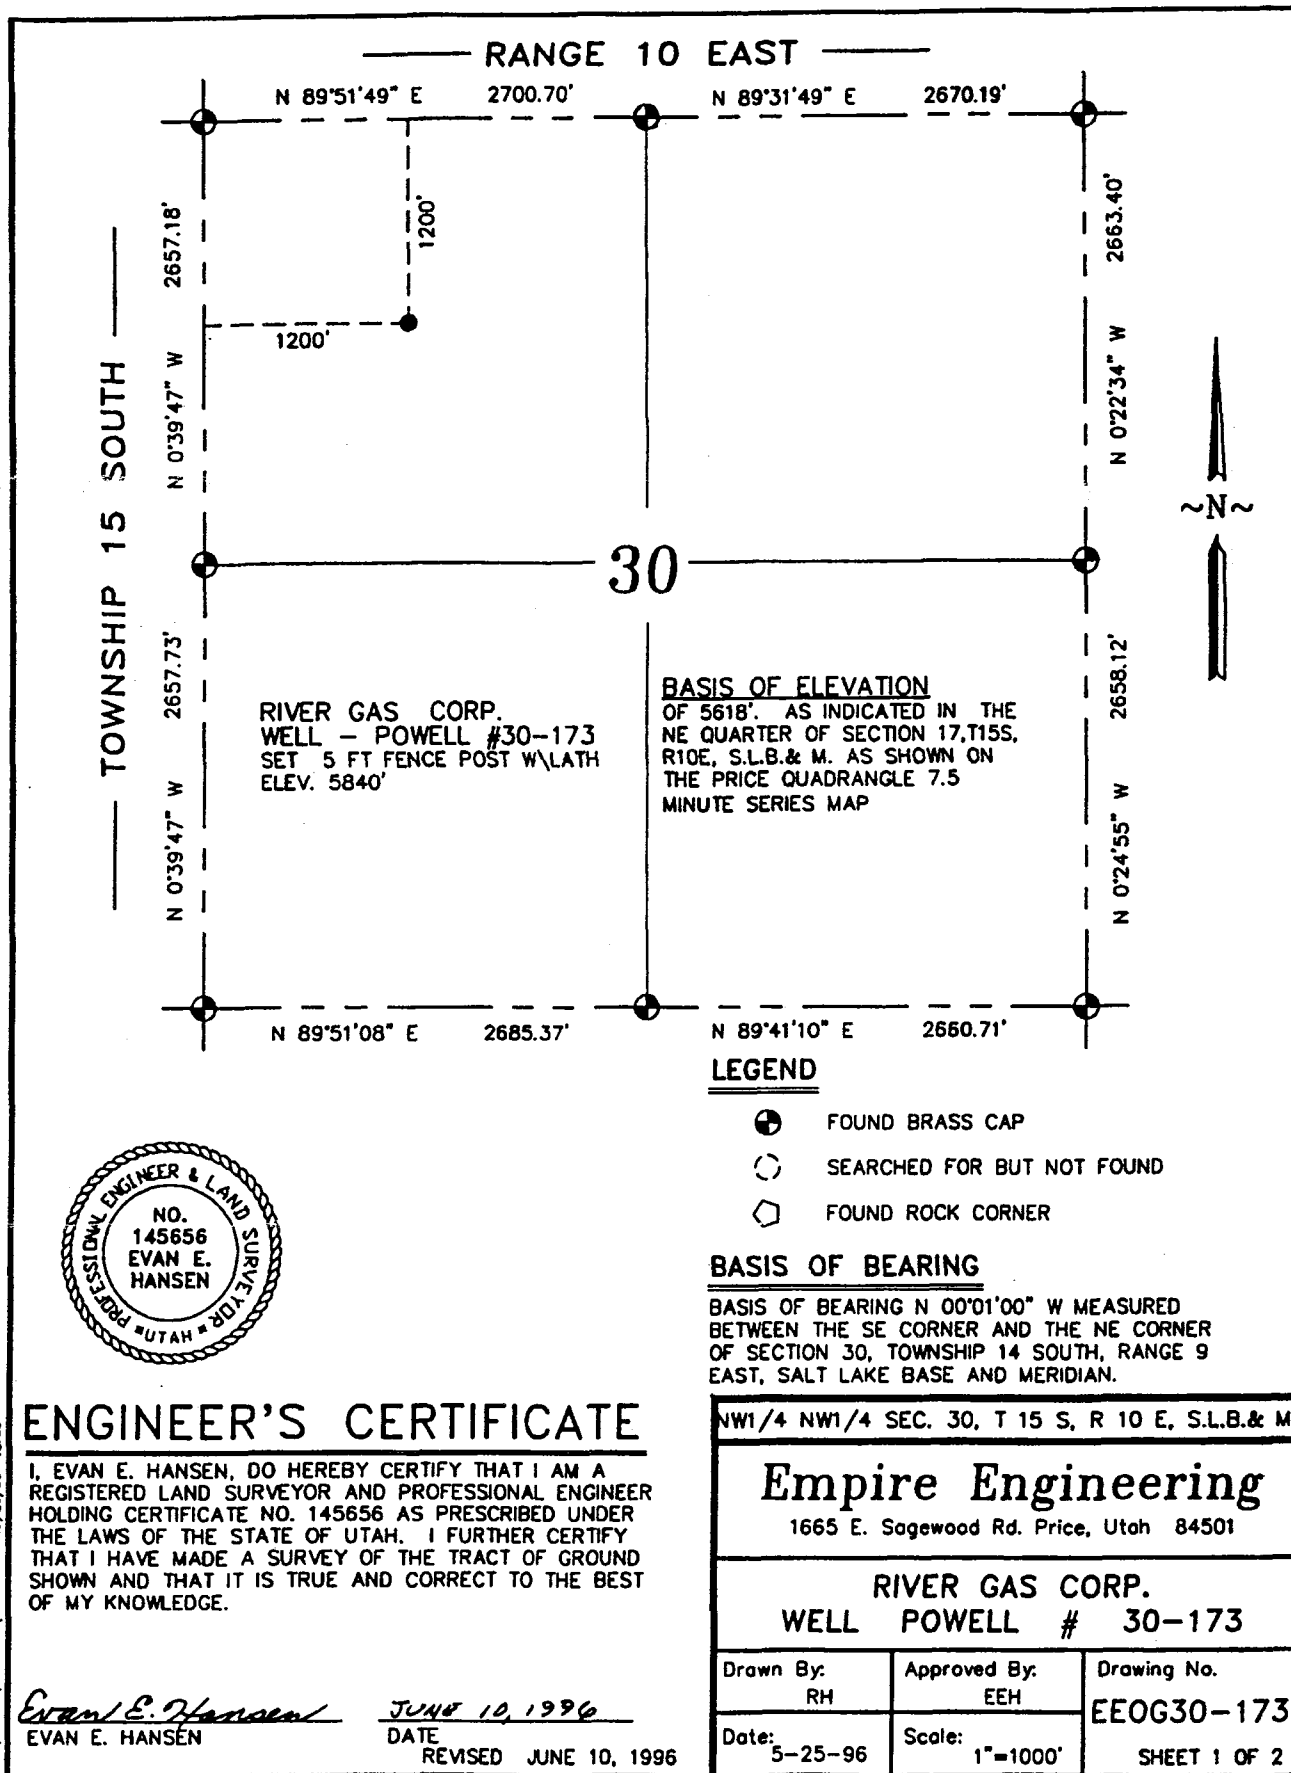 RANGE 10 EAST
N 89°51'49" E 2700.70' N 89°31'49" E 2670.19'
2657.18'
N 0°39'47" W
1200'
1200'
2663.40'
N 0°22'34" W
TOWNSHIP 15 SOUTH
~N~
30
2657.73'
N 0°39'47" W
RIVER GAS CORP.
WELL – POWELL #30–173
SET 5 FT FENCE POST W\LATH
ELEV. 5840'
BASIS OF ELEVATION
OF 5618'. AS INDICATED IN THE
NE QUARTER OF SECTION 17,T15S,
R10E, S.L.B.& M. AS SHOWN ON
THE PRICE QUADRANGLE 7.5
MINUTE SERIES MAP
2658.12'
N 0°24'55" W
N 89°51'08" E 2685.37' N 89°41'10" E 2660.71'
LEGEND
FOUND BRASS CAP
SEARCHED FOR BUT NOT FOUND
FOUND ROCK CORNER
PROFESSIONAL ENGINEER & LAND SURVEYOR
NO.
145656
EVAN E.
HANSEN
UTAH
BASIS OF BEARING
BASIS OF BEARING N 00°01'00" W MEASURED
BETWEEN THE SE CORNER AND THE NE CORNER
OF SECTION 30, TOWNSHIP 14 SOUTH, RANGE 9
EAST, SALT LAKE BASE AND MERIDIAN.
ENGINEER'S CERTIFICATE
I, EVAN E. HANSEN, DO HEREBY CERTIFY THAT I AM A
REGISTERED LAND SURVEYOR AND PROFESSIONAL ENGINEER
HOLDING CERTIFICATE NO. 145656 AS PRESCRIBED UNDER
THE LAWS OF THE STATE OF UTAH. I FURTHER CERTIFY
THAT I HAVE MADE A SURVEY OF THE TRACT OF GROUND
SHOWN AND THAT IT IS TRUE AND CORRECT TO THE BEST
OF MY KNOWLEDGE.
Evan E. Hansen JUNE 10, 1996
EVAN E. HANSEN DATE
REVISED JUNE 10, 1996
NW1/4 NW1/4 SEC. 30, T 15 S, R 10 E, S.L.B.& M
Empire Engineering
1665 E. Sagewood Rd. Price, Utah 84501
RIVER GAS CORP.
WELL POWELL # 30–173
Drawn By: Approved By: Drawing No.
RH EEH EEOG30–173
Date: Scale:
5–25–96 1"=1000' SHEET 1 OF 2